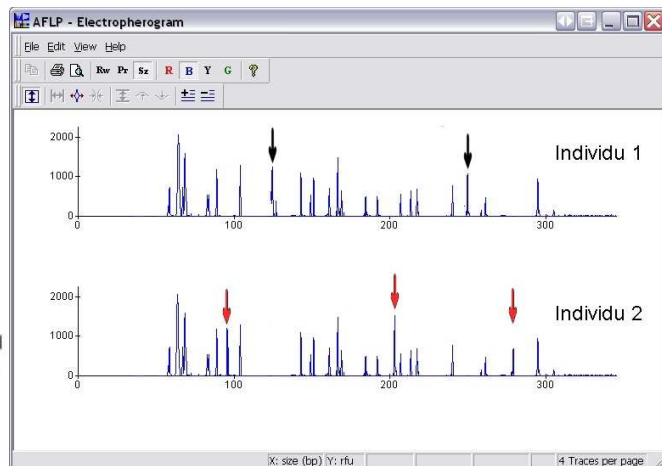 AFLP - Electropherogram
File Edit View Help
Rw Pr Sz R B Y G ?
2000
1000
0
0 100 200 300
Individu 1
2000
1000
0
0 100 200 300
Individu 2
X: size (bp) Y: rfu 4 Traces per page